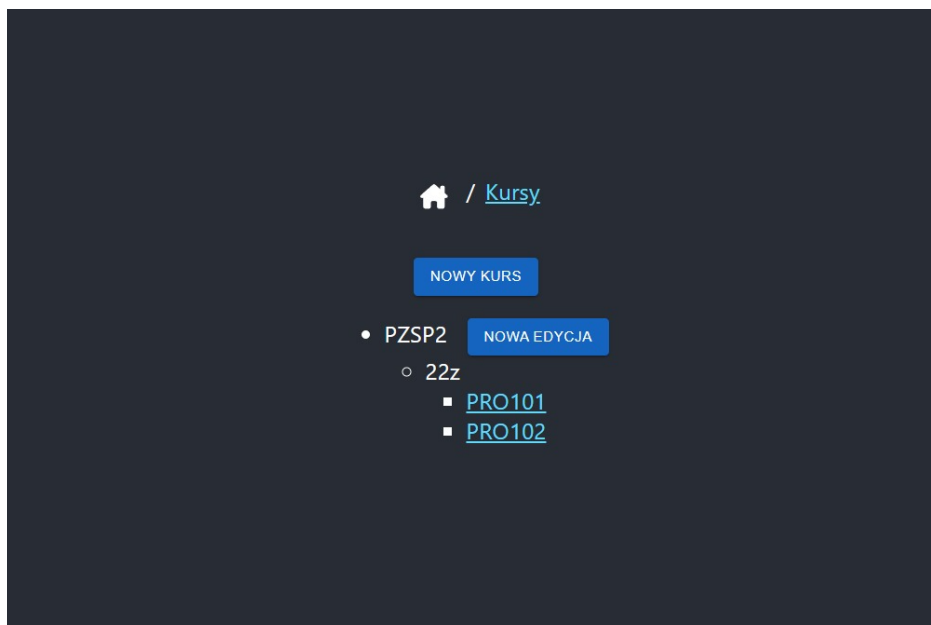 / Kursy
NOWY KURS
PZSP2 NOWA EDYCJA
22z
PRO101
PRO102